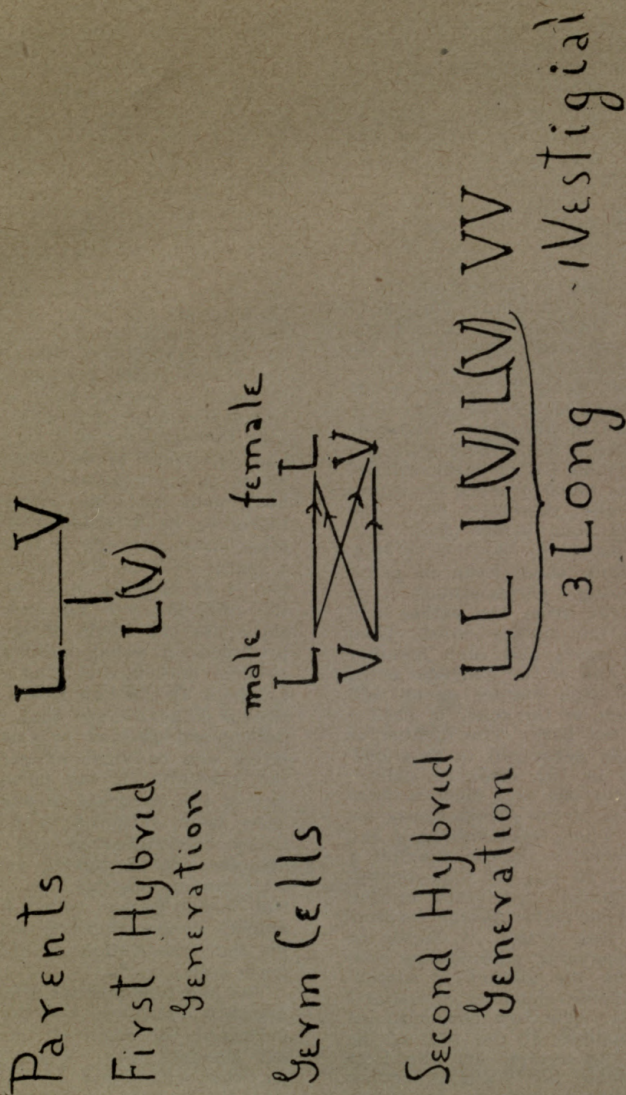 Parents L V
First Hybrid L(V)
Generation
male female
Germ Cells L L
V V
Second Hybrid LL L(V) L(V) VV
Generation
3 Long 1 Vestigial